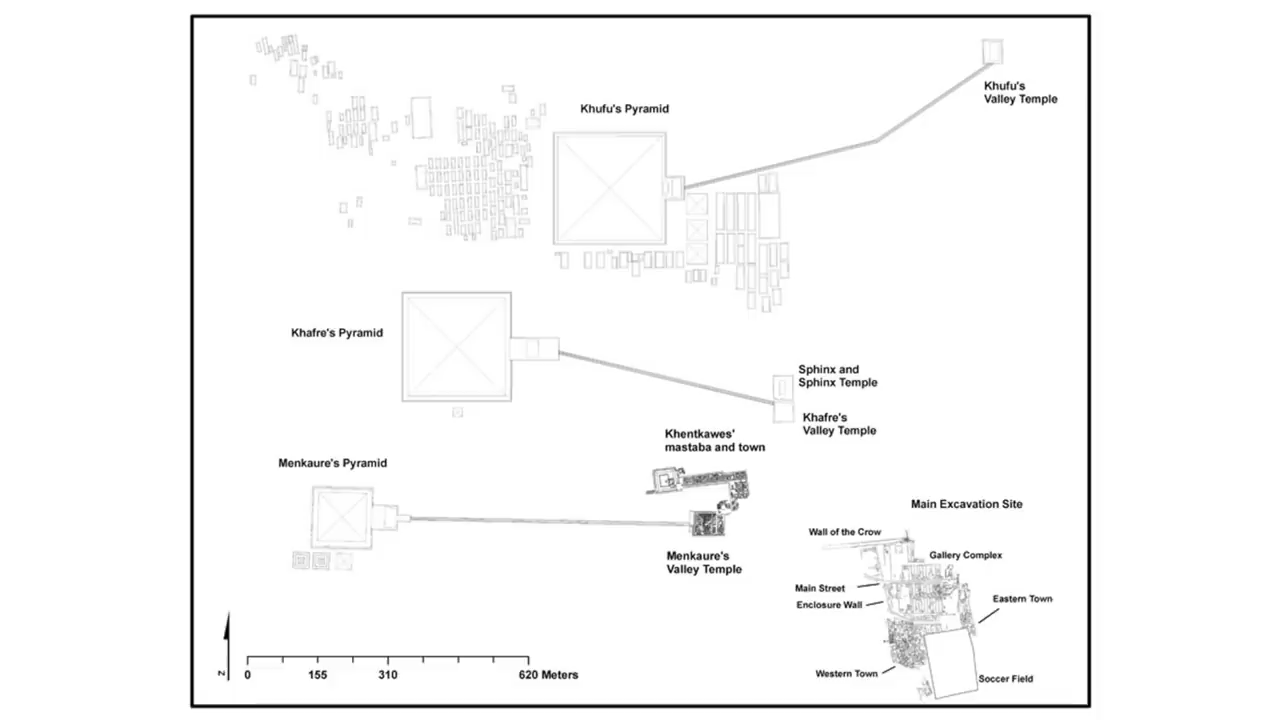 Khufu's
Valley Temple
Khufu's Pyramid
Khafre's Pyramid
Sphinx and
Sphinx Temple
Khafre's
Valley Temple
Khentkawes'
mastaba and town
Menkaure's Pyramid
Menkaure's
Valley Temple
Main Excavation Site
Wall of the Crow
Gallery Complex
Main Street
Enclosure Wall
Eastern Town
Western Town
Soccer Field
N
0 155 310 620 Meters